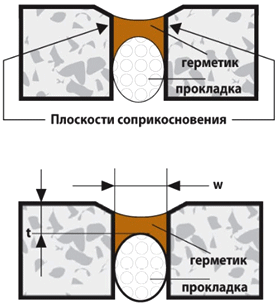 герметик
прокладка
Плоскости соприкосновения
w
t
герметик
прокладка